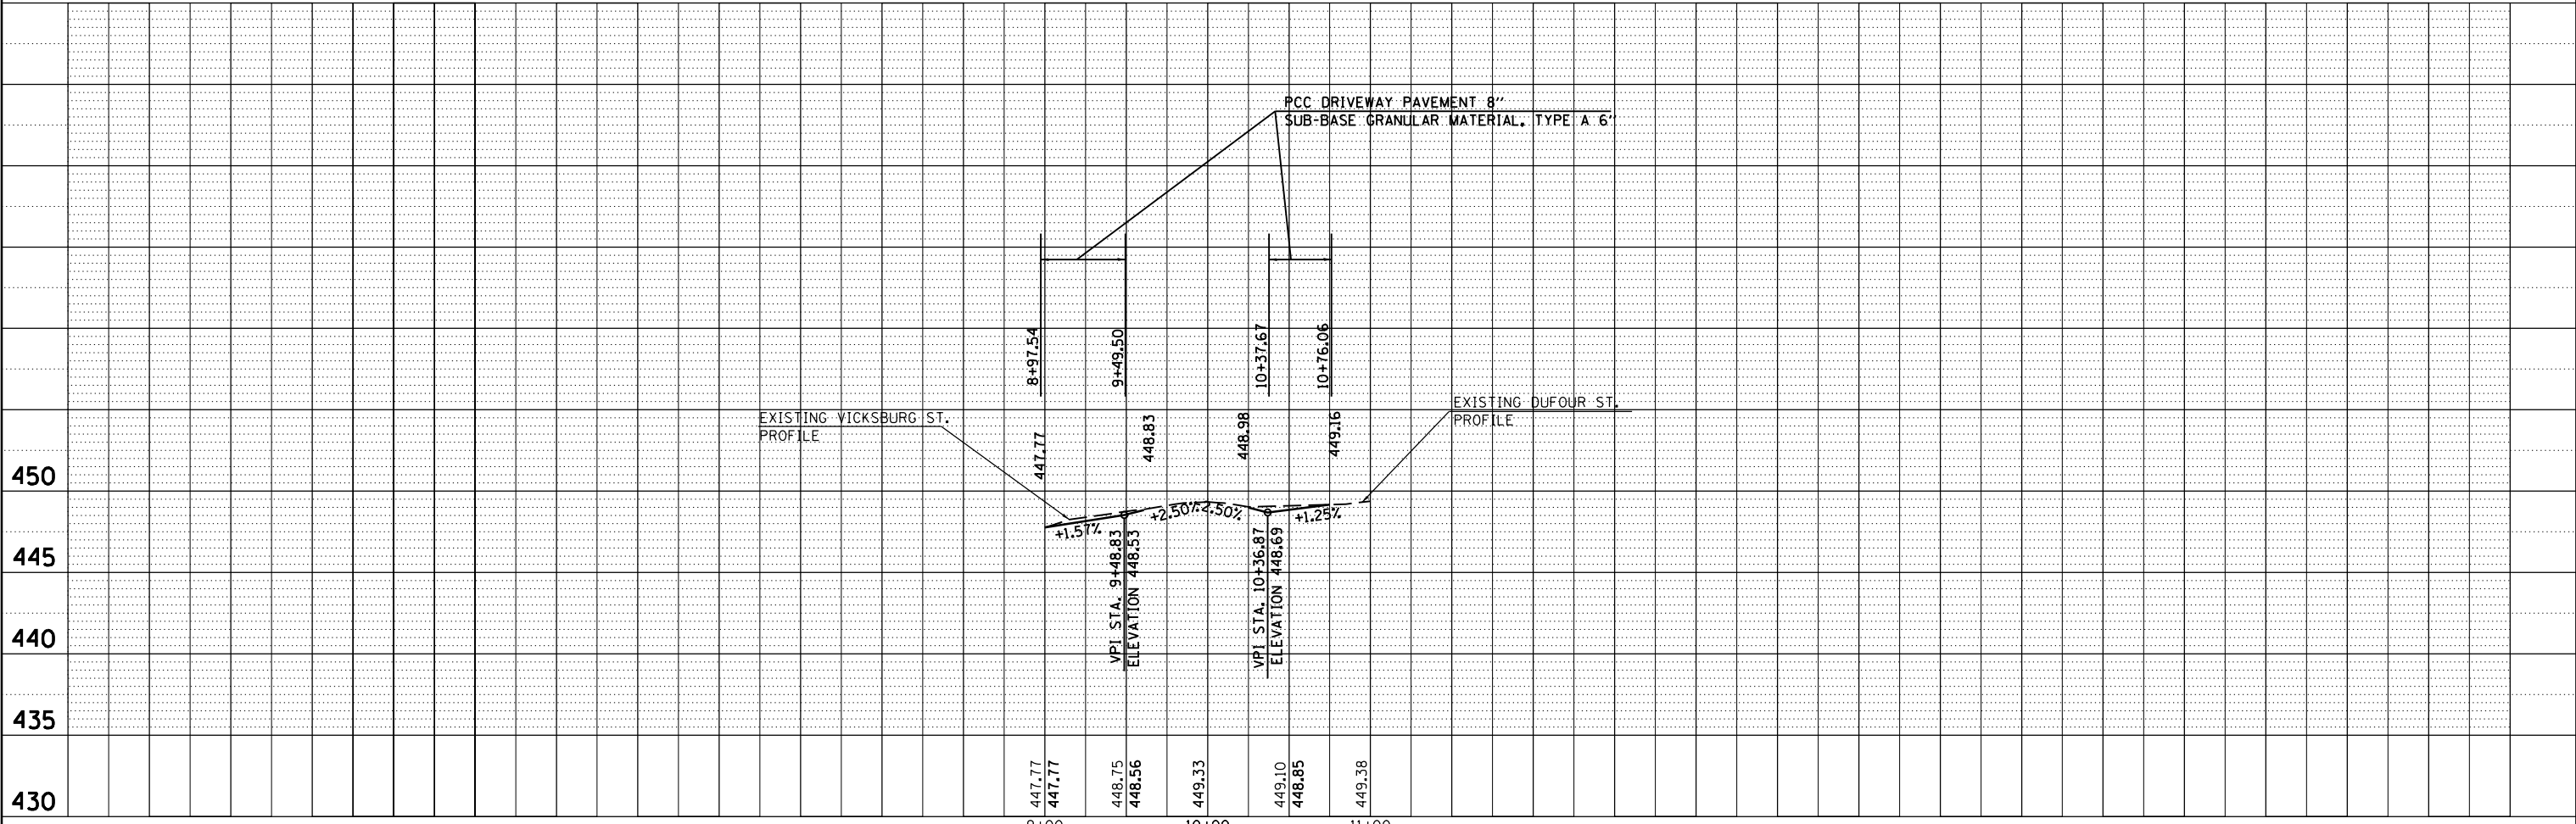 PCC DRIVEWAY PAVEMENT 8''
SUB-BASE GRANULAR MATERIAL, TYPE A 6''
8+97.54
9+49.50
10+37.67
10+76.06
EXISTING VICKSBURG ST.
PROFILE
EXISTING DUFOUR ST.
PROFILE
447.77
448.83
448.98
449.16
450
+1.57%
+2.50%
2.50%
+1.25%
VPI STA. 9+48.83
ELEVATION 448.53
VPI STA. 10+36.87
ELEVATION 448.69
445
440
435
430
447.77
447.77
448.75
448.56
449.33
449.10
448.85
449.38
10+00
11+00